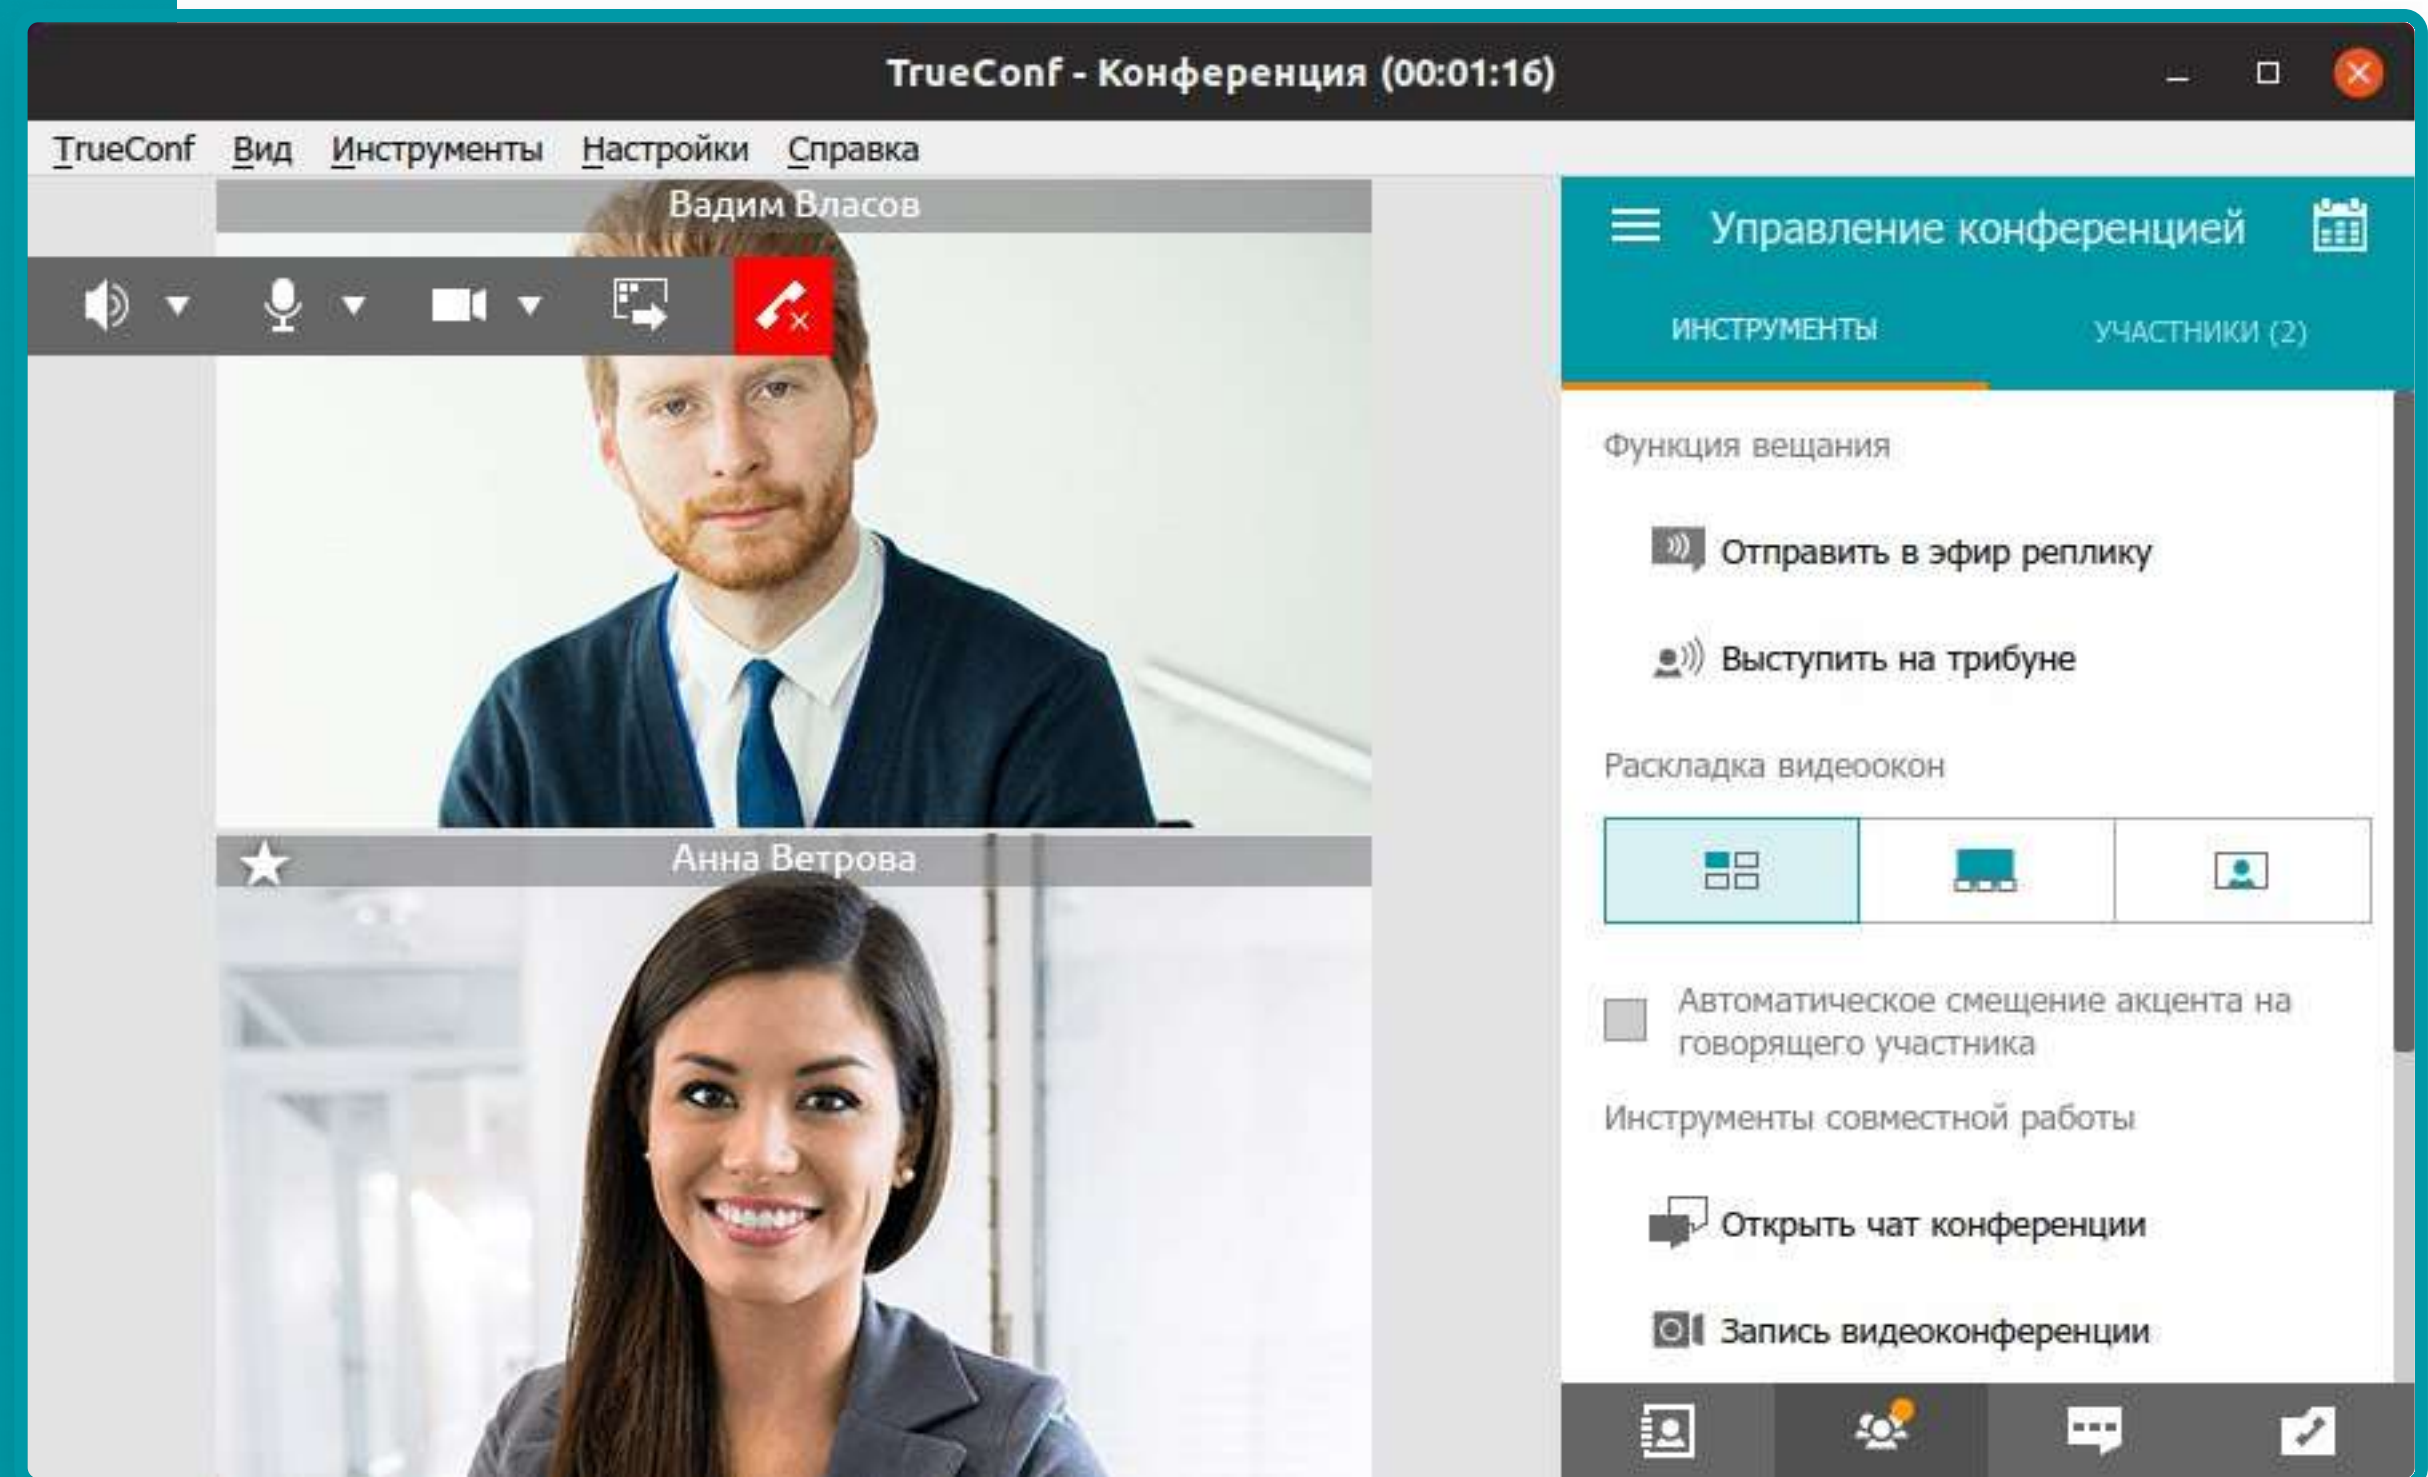 TrueConf - Конференция (00:01:16)
TrueConf Вид Инструменты Настройки Справка
Вадим Власов
Управление конференцией
ИНСТРУМЕНТЫ УЧАСТНИКИ (2)
Функция вещания
Отправить в эфир реплику
Выступить на трибуне
Раскладка видеоокон
Анна Ветрова
Автоматическое смещение акцента на
говорящего участника
Инструменты совместной работы
Открыть чат конференции
Запись видеоконференции